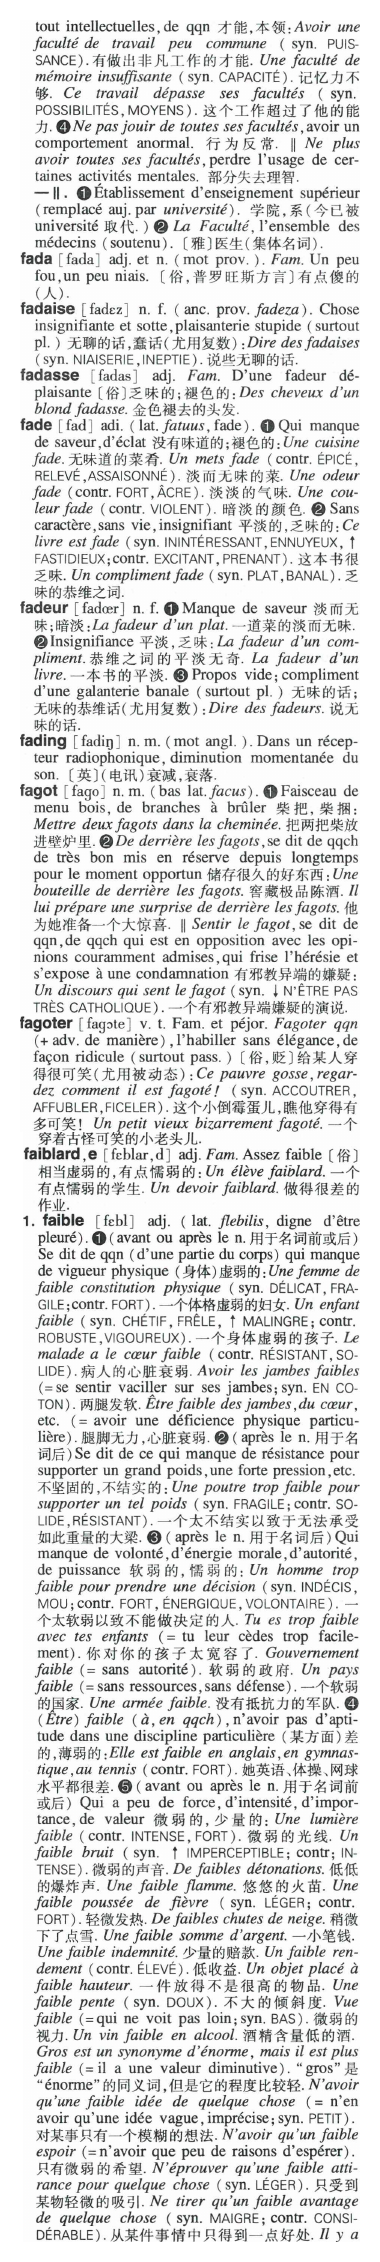 tout intellectuelles, de qqn 才能,本领:Avoir une
faculté de travail peu commune (syn. PUIS-
SANCE).有做出非凡工作的才能. Une faculté de
mémoire insuffisante (syn. CAPACITÉ). 记忆力不
够. Ce travail dépasse ses facultés (syn.
POSSIBILITÉS, MOYENS). 这个工作超过了他的能
力.❹Ne pas jouir de toutes ses facultés, avoir un
comportement anormal. 行为反常. ‖ Ne plus
avoir toutes ses facultés, perdre l'usage de cer-
taines activités mentales. 部分失去理智.
—Ⅱ. ❶Établissement d'enseignement supérieur
(remplacé auj. par université). 学院,系(今已被
université 取代.) ❷ La Faculté, l'ensemble des
médecins (soutenu). [雅]医生(集体名词).
fada [fada] adj. et n. (mot prov.). Fam. Un peu
fou, un peu niais. [俗,普罗旺斯方言]有点傻的
(人).
fadaise [fadɛz] n. f. (anc. prov. fadeza). Chose
insignifiante et sotte, plaisanterie stupide (surtout
pl.) 无聊的话,蠢话(尤用复数):Dire des fadaises
(syn. NIAISERIE, INEPTIE). 说些无聊的话.
fadasse [fadas] adj. Fam. D'une fadeur dé-
plaisante [俗]乏味的;褪色的:Des cheveux d'un
blond fadasse. 金色褪去的头发.
fade [fad] adi. (lat. fatuus, fade). ❶Qui manque
de saveur, d'éclat 没有味道的;褪色的:Une cuisine
fade. 无味道的菜肴. Un mets fade (contr. ÉPICÉ,
RELEVÉ, ASSAISONNÉ). 淡而无味的菜. Une odeur
fade (contr. FORT, ÂCRE). 淡淡的气味. Une cou-
leur fade (contr. VIOLENT). 暗淡的颜色. ❷Sans
caractère, sans vie, insignifiant 平淡的,乏味的:Ce
livre est fade (syn. ININTÉRESSANT, ENNUYEUX, ↑
FASTIDIEUX;contr. EXCITANT, PRENANT). 这本书很
乏味. Un compliment fade (syn. PLAT, BANAL). 乏
味的恭维之词.
fadeur [fadœr] n. f. ❶Manque de saveur 淡而无
味;暗淡:La fadeur d'un plat. 一道菜的淡而无味.
❷Insignifiance 平淡,乏味:La fadeur d'un com-
pliment. 恭维之词的平淡无奇. La fadeur d'un
livre. 一本书的平淡. ❸Propos vide; compliment
d'une galanterie banale (surtout pl.) 无味的话;
无味的恭维话(尤用复数):Dire des fadeurs. 说无
味的话.
fading [fadiŋ] n. m. (mot angl.). Dans un récep-
teur radiophonique, diminution momentanée du
son. [英](电讯)衰减,衰落.
fagot [fagɔ] n. m. (bas lat. facus). ❶Faisceau de
menu bois, de branches à brûler 柴把,柴捆:
Mettre deux fagots dans la cheminée. 把两把柴放
进壁炉里. ❷De derrière les fagots, se dit de qqch
de très bon mis en réserve depuis longtemps
pour le moment opportun 储存很久的好东西:Une
bouteille de derrière les fagots. 窖藏极品陈酒. Il
lui prépare une surprise de derrière les fagots. 他
为她准备一个大惊喜. ‖ Sentir le fagot, se dit de
qqn, de qqch qui est en opposition avec les opi-
nions couramment admises, qui frise l'hérésie et
s'expose à une condamnation 有邪教异端的嫌疑:
Un discours qui sent le fagot (syn. ↓N'ÊTRE PAS
TRÈS CATHOLIQUE). 一个有邪教异端嫌疑的演说.
fagoter [fagɔte] v. t. Fam. et péjor. Fagoter qqn
(+ adv. de manière), l'habiller sans élégance, de
façon ridicule (surtout pass.) [俗,贬]给某人穿
得很可笑(尤用被动态):Ce pauvre gosse, regar-
dez comment il est fagoté! (syn. ACCOUTRER,
AFFUBLER, FICELER). 这个小倒霉蛋儿,瞧他穿得有
多可笑! Un petit vieux bizarrement fagoté. 一个
穿着古怪可笑的小老头儿.
faiblard, e [fɛblar, d] adj. Fam. Assez faible [俗]
相当虚弱的,有点懦弱的:Un élève faiblard. 一个
有点懦弱的学生. Un devoir faiblard. 做得很差的
作业.
1. faible [fɛbl] adj. (lat. flebilis, digne d'être
pleuré). ❶(avant ou après le n. 用于名词前或后)
Se dit de qqn (d'une partie du corps) qui manque
de vigueur physique (身体)虚弱的:Une femme de
faible constitution physique (syn. DÉLICAT, FRA-
GILE;contr. FORT). 一个体格虚弱的妇女. Un enfant
faible (syn. CHÉTIF, FRÊLE, ↑ MALINGRE; contr.
ROBUSTE, VIGOUREUX). 一个身体虚弱的孩子. Le
malade a le cœur faible (contr. RÉSISTANT, SO-
LIDE). 病人的心脏衰弱. Avoir les jambes faibles
(=se sentir vaciller sur ses jambes; syn. EN CO-
TON). 两腿发软. Être faible des jambes, du cœur,
etc. (= avoir une déficience physique particu-
lière). 腿脚无力,心脏衰弱. ❷(après le n. 用于名
词后)Se dit de ce qui manque de résistance pour
supporter un grand poids, une forte pression, etc.
不坚固的,不结实的:Une poutre trop faible pour
supporter un tel poids (syn. FRAGILE; contr. SO-
LIDE, RÉSISTANT). 一个太不结实以致于无法承受
如此重量的大梁. ❸(après le n. 用于名词后)Qui
manque de volonté, d'énergie morale, d'autorité,
de puissance 软弱的,懦弱的:Un homme trop
faible pour prendre une décision (syn. INDÉCIS,
MOU; contr. FORT, ÉNERGIQUE, VOLONTAIRE). 一
个太软弱以致不能做决定的人. Tu es trop faible
avec tes enfants (= tu leur cèdes trop facile-
ment). 你对你的孩子太宽容了. Gouvernement
faible (= sans autorité). 软弱的政府. Un pays
faible (=sans ressources, sans défense). 一个软弱
的国家. Une armée faible. 没有抵抗力的军队. ❹
(Être) faible (à, en qqch), n'avoir pas d'apti-
tude dans une discipline particulière (某方面)差
的,薄弱的:Elle est faible en anglais, en gymnas-
tique, au tennis (contr. FORT). 她英语、体操、网球
水平都很差. ❺(avant ou après le n. 用于名词前
或后) Qui a peu de force, d'intensité, d'impor-
tance, de valeur 微弱的,少量的: Une lumière
faible (contr. INTENSE, FORT). 微弱的光线. Un
faible bruit (syn. ↑ IMPERCEPTIBLE; contr; IN-
TENSE). 微弱的声音. De faibles détonations. 低低
的爆炸声. Une faible flamme. 悠悠的火苗. Une
faible poussée de fièvre (syn. LÉGER; contr.
FORT). 轻微发热. De faibles chutes de neige. 稍微
下了点雪. Une faible somme d'argent. 一小笔钱.
Une faible indemnité. 少量的赔款. Un faible ren-
dement (contr. ÉLEVÉ). 低收益. Un objet placé à
faible hauteur. 一件放得不是很高的物品. Une
faible pente (syn. DOUX). 不大的倾斜度. Vue
faible (=qui ne voit pas loin; syn. BAS). 微弱的
视力. Un vin faible en alcool. 酒精含量低的酒.
Gros est un synonyme d'énorme, mais il est plus
faible (= il a une valeur diminutive). “gros”是
“énorme”的同义词,但是它的程度比较轻. N'avoir
qu'une faible idée de quelque chose (= n'en
avoir qu'une idée vague, imprécise; syn. PETIT).
对某事只有一个模糊的想法. N'avoir qu'un faible
espoir (=n'avoir que peu de raisons d'espérer).
只有微弱的希望. N'éprouver qu'une faible atti-
rance pour quelque chose (syn. LÉGER). 只受到
某物轻微的吸引. Ne tirer qu'un faible avantage
de quelque chose (syn. MAIGRE; contr. CONSI-
DÉRABLE). 从某件事情中只得到一点好处. Il y a